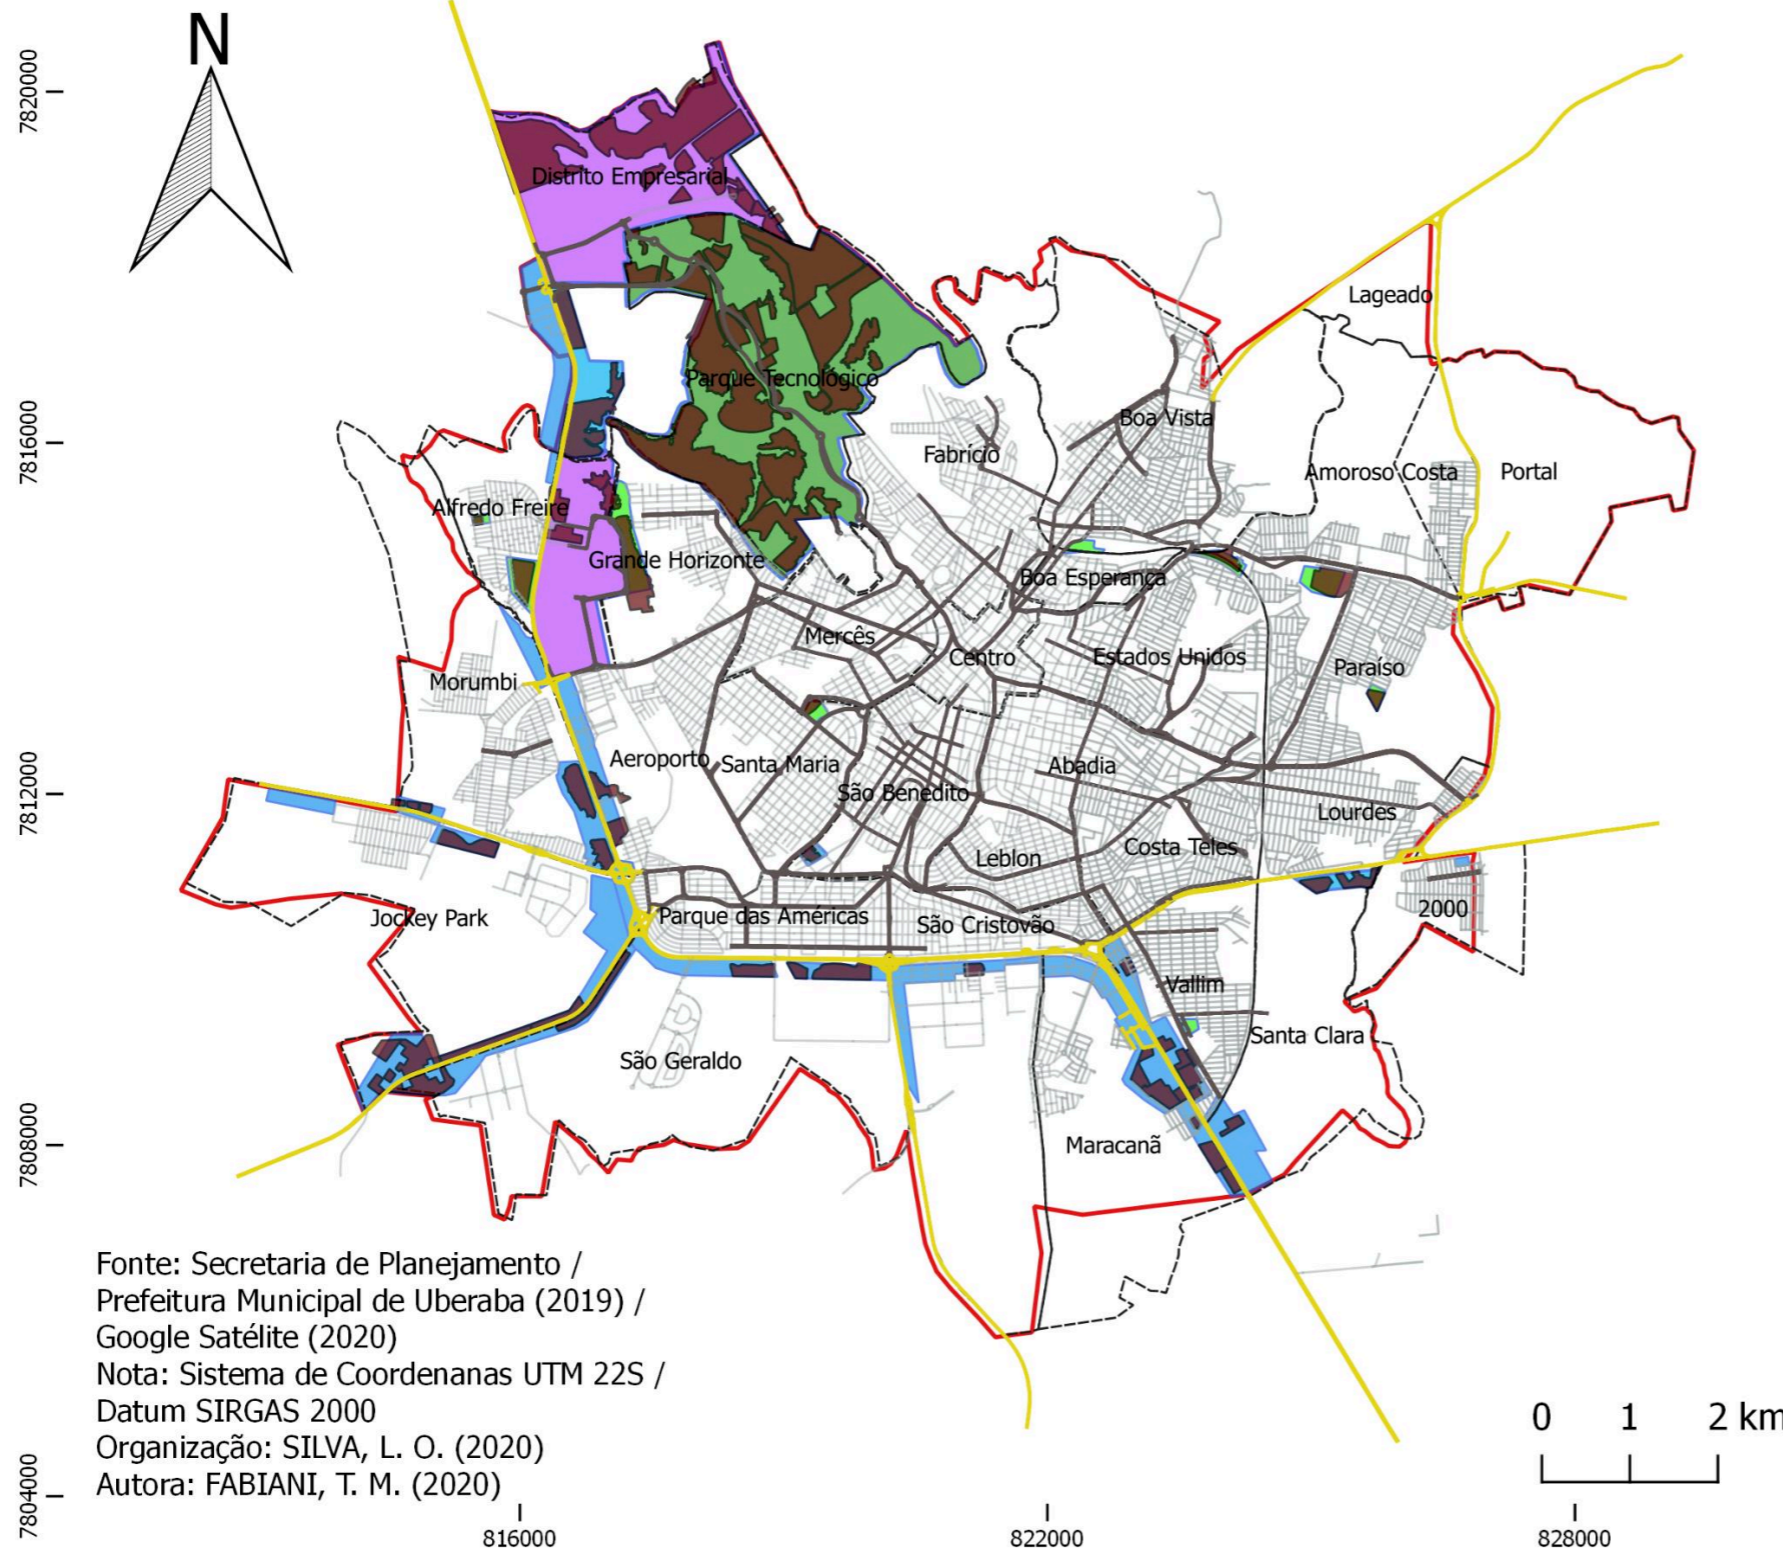 N
7820000
7816000
7812000
7808000
7804000
Distrito Empresarial
Lageado
Parque Tecnológico
Boa Vista
Fabrício
Amoroso Costa
Portal
Alfredo Freire
Grande Horizonte
Boa Esperança
Mercês
Centro
Estados Unidos
Paraíso
Morumbi
Aeroporto
Santa Maria
Abadia
São Benedito
Lourdes
Leblon
Costa Teles
Jockey Park
Parque das Américas
São Cristovão
2000
Vallim
Santa Clara
São Geraldo
Maracanã
Fonte: Secretaria de Planejamento /
Prefeitura Municipal de Uberaba (2019) /
Google Satélite (2020)
Nota: Sistema de Coordenanas UTM 22S /
Datum SIRGAS 2000
Organização: SILVA, L. O. (2020)
Autora: FABIANI, T. M. (2020)
0 1 2 km
816000 822000 828000